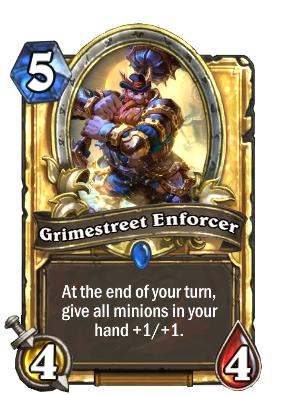 5
Grimestreet Enforcer
At the end of your turn,
give all minions in your
hand +1/+1.
4
4